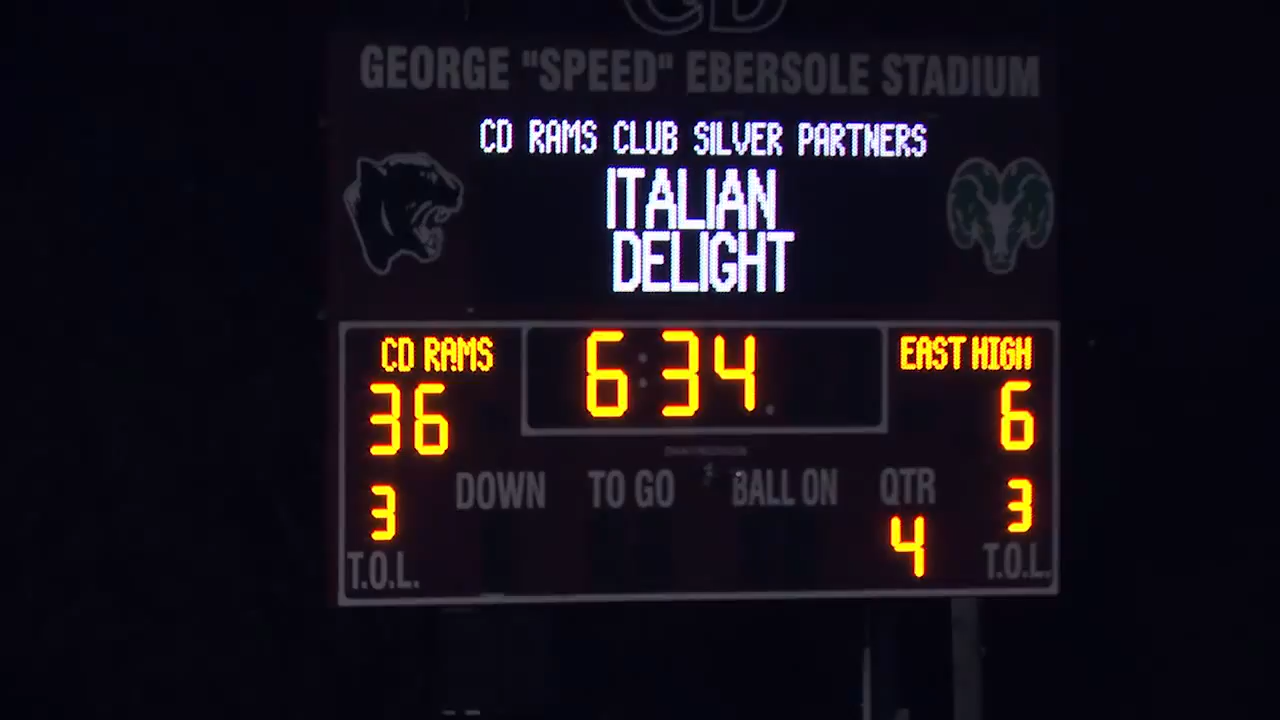 CD
GEORGE "SPEED" EBERSOLE STADIUM
CD RAMS CLUB SILVER PARTNERS
ITALIAN
DELIGHT
CD RAMS 6:34 EAST HIGH
36 6
DOWN TO GO BALL ON QTR
3 4 3
T.O.L. T.O.L.